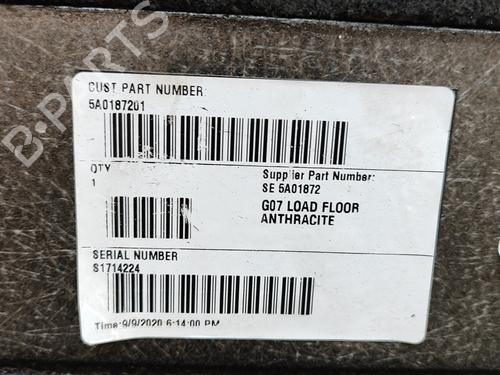 B-PARTS
CUST PART NUMBER:
5A0187201
QTY
1
Supplier Part Number:
SE 5A01872
G07 LOAD FLOOR
ANTHRACITE
SERIAL NUMBER
S1714224
Time:9/9/2020 6:14:00 PM